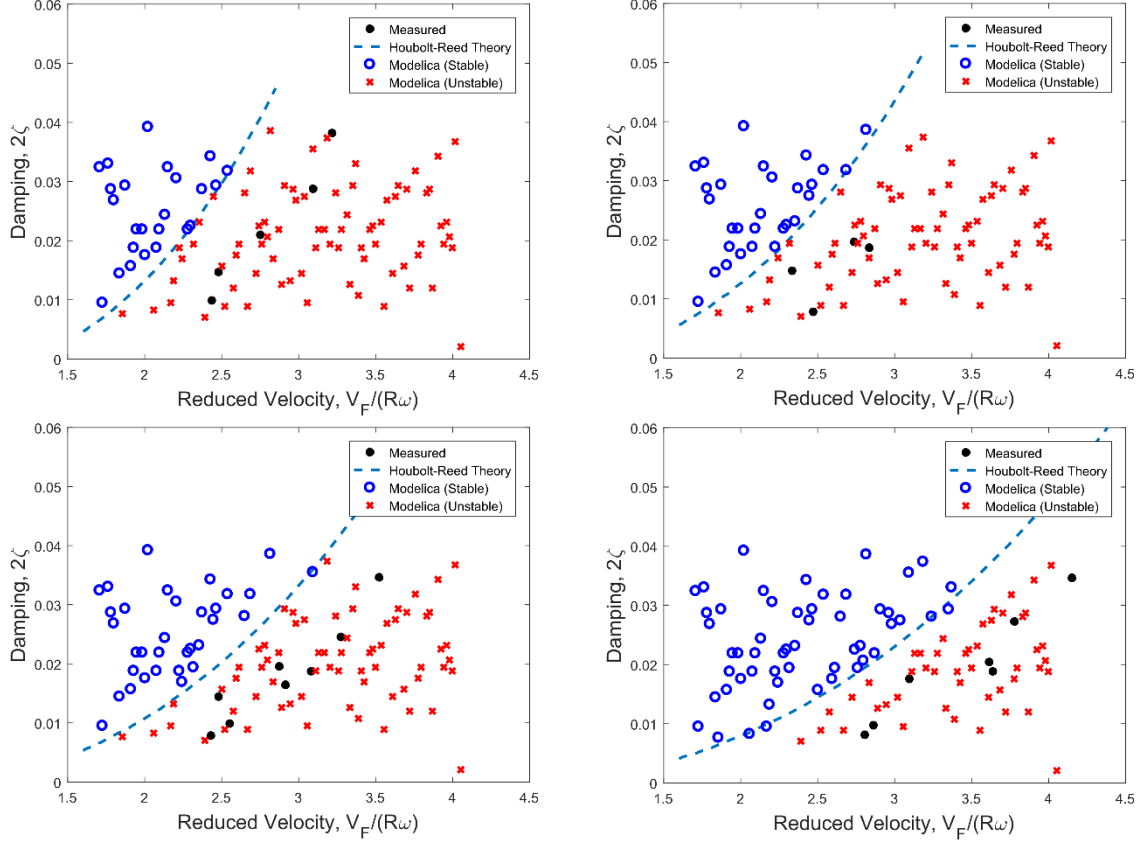 0.06
0.05
0.04
0.03
0.02
0.01
0
Damping, 2ζ
1.5 2 2.5 3 3.5 4 4.5
Reduced Velocity, V_F/(Rω)
Measured
Houbolt-Reed Theory
Modelica (Stable)
Modelica (Unstable)
0.06
0.05
0.04
0.03
0.02
0.01
0
Damping, 2ζ
1.5 2 2.5 3 3.5 4 4.5
Reduced Velocity, V_F/(Rω)
Measured
Houbolt-Reed Theory
Modelica (Stable)
Modelica (Unstable)
0.06
0.05
0.04
0.03
0.02
0.01
0
Damping, 2ζ
1.5 2 2.5 3 3.5 4 4.5
Reduced Velocity, V_F/(Rω)
Measured
Houbolt-Reed Theory
Modelica (Stable)
Modelica (Unstable)
0.06
0.05
0.04
0.03
0.02
0.01
0
Damping, 2ζ
1.5 2 2.5 3 3.5 4 4.5
Reduced Velocity, V_F/(Rω)
Measured
Houbolt-Reed Theory
Modelica (Stable)
Modelica (Unstable)